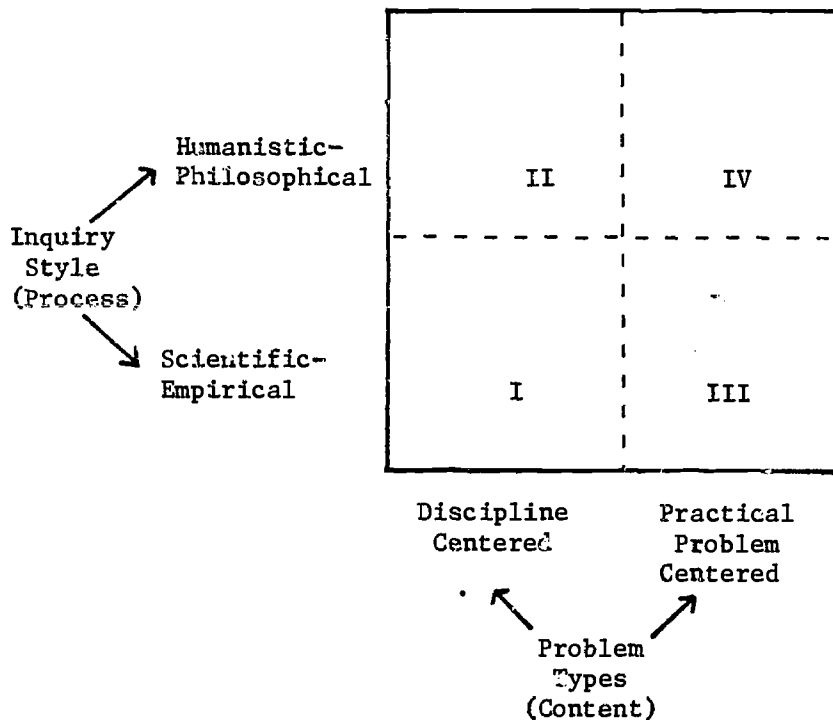 Humanistic-
Philosophical
II
IV
Inquiry
Style
(Process)
Scientific-
Empirical
I
III
Discipline
Centered
Practical
Problem
Centered
Problem
Types
(Content)